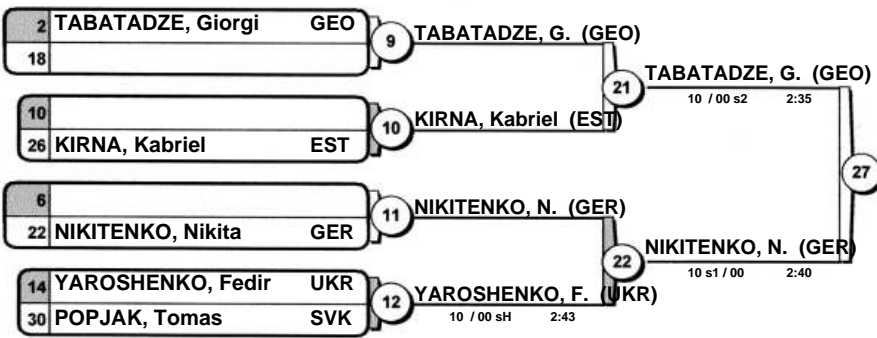 2 TABATADZE, Giorgi GEO
18
9
TABATADZE, G. (GEO)
10
26 KIRNA, Kabriel EST
10
KIRNA, Kabriel (EST)
21
TABATADZE, G. (GEO)
10 / 00 s2 2:35
6
22 NIKITENKO, Nikita GER
11
NIKITENKO, N. (GER)
14 YAROSHENKO, Fedir UKR
30 POPJAK, Tomas SVK
12
YAROSHENKO, F. (UKR)
10 / 00 sH 2:43
22
NIKITENKO, N. (GER)
10 s1 / 00 2:40
27